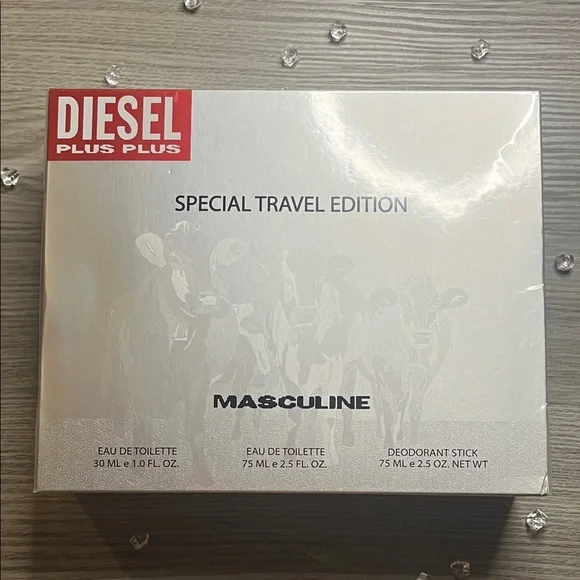 DIESEL
PLUS PLUS
SPECIAL TRAVEL EDITION
MASCULINE
EAU DE TOILETTE
30 ML e 1.0 FL. OZ.
EAU DE TOILETTE
75 ML e 2.5 FL. OZ.
DEODORANT STICK
75 ML e 2.5 OZ. NET WT